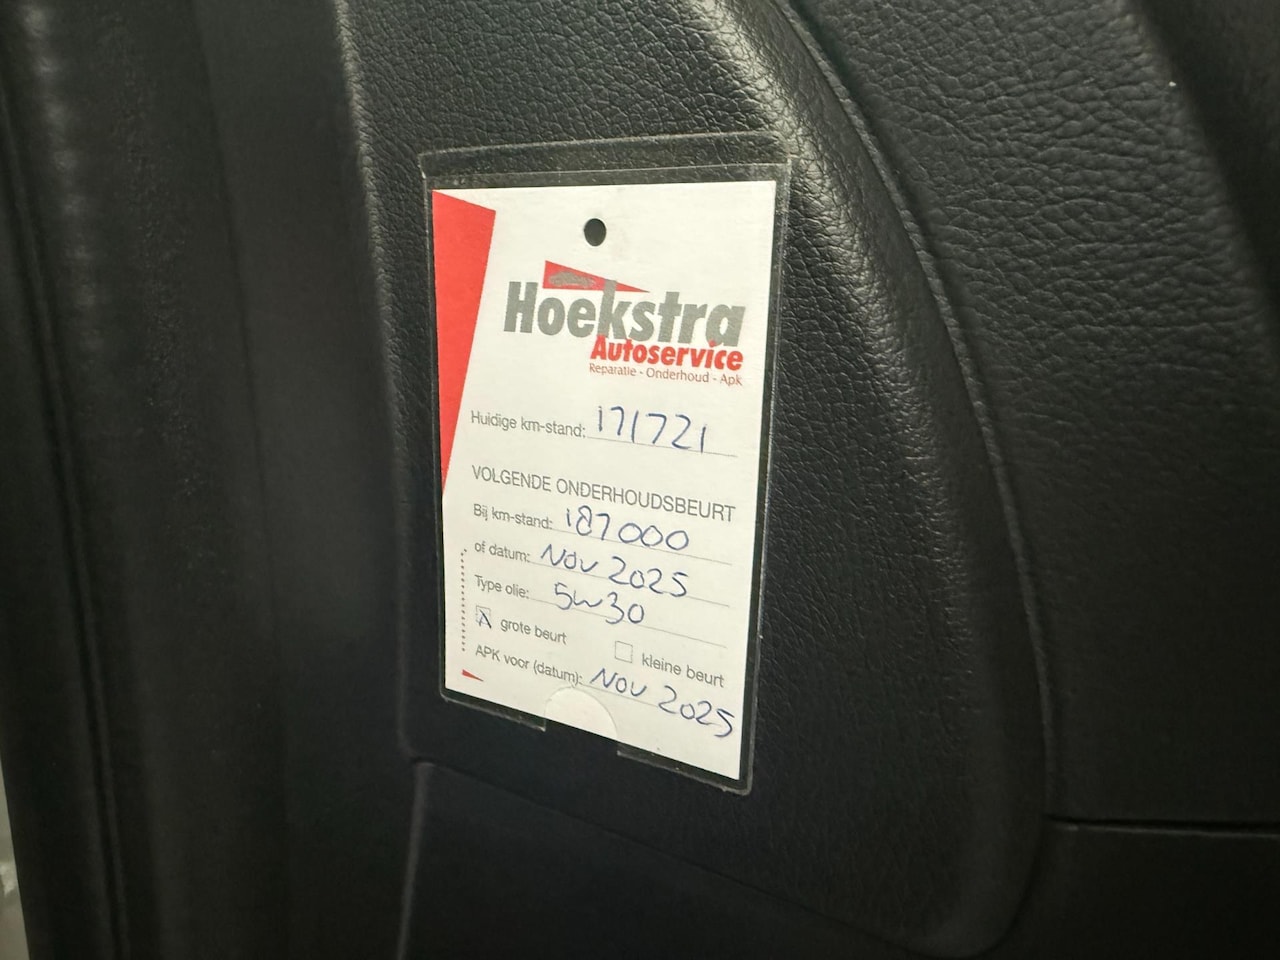 Hoekstra
Autoservice
Reparatie - Onderhoud - Apk
Huidige km-stand: 171721
VOLGENDE ONDERHOUDSBEURT
Bij km-stand: 187000
of datum: Nov 2025
Type olie: 5w30
grote beurt
kleine beurt
APK voor (datum): Nov 2025